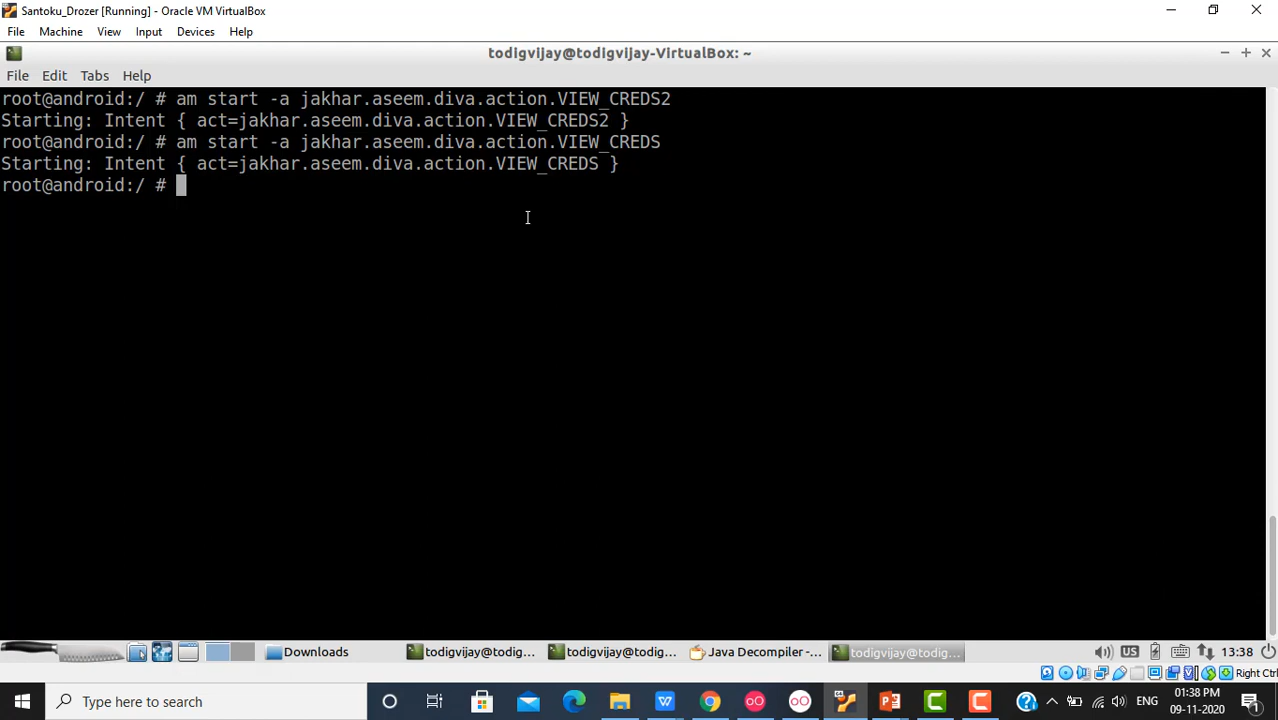 Santoku_Drozer [Running] - Oracle VM VirtualBox
File Machine View Input Devices Help
todigvijay@todigvijay-VirtualBox: ~
File Edit Tabs Help
root@android:/ # am start -a jakhar.aseem.diva.action.VIEW_CREDS2
Starting: Intent { act=jakhar.aseem.diva.action.VIEW_CREDS2 }
root@android:/ # am start -a jakhar.aseem.diva.action.VIEW_CREDS
Starting: Intent { act=jakhar.aseem.diva.action.VIEW_CREDS }
root@android:/ #
Downloads todigvijay@todig... todigvijay@todig... Java Decompiler -... todigvijay@todig... US 13:38
Right Ctrl
Type here to search ENG 01:38 PM
09-11-2020 1